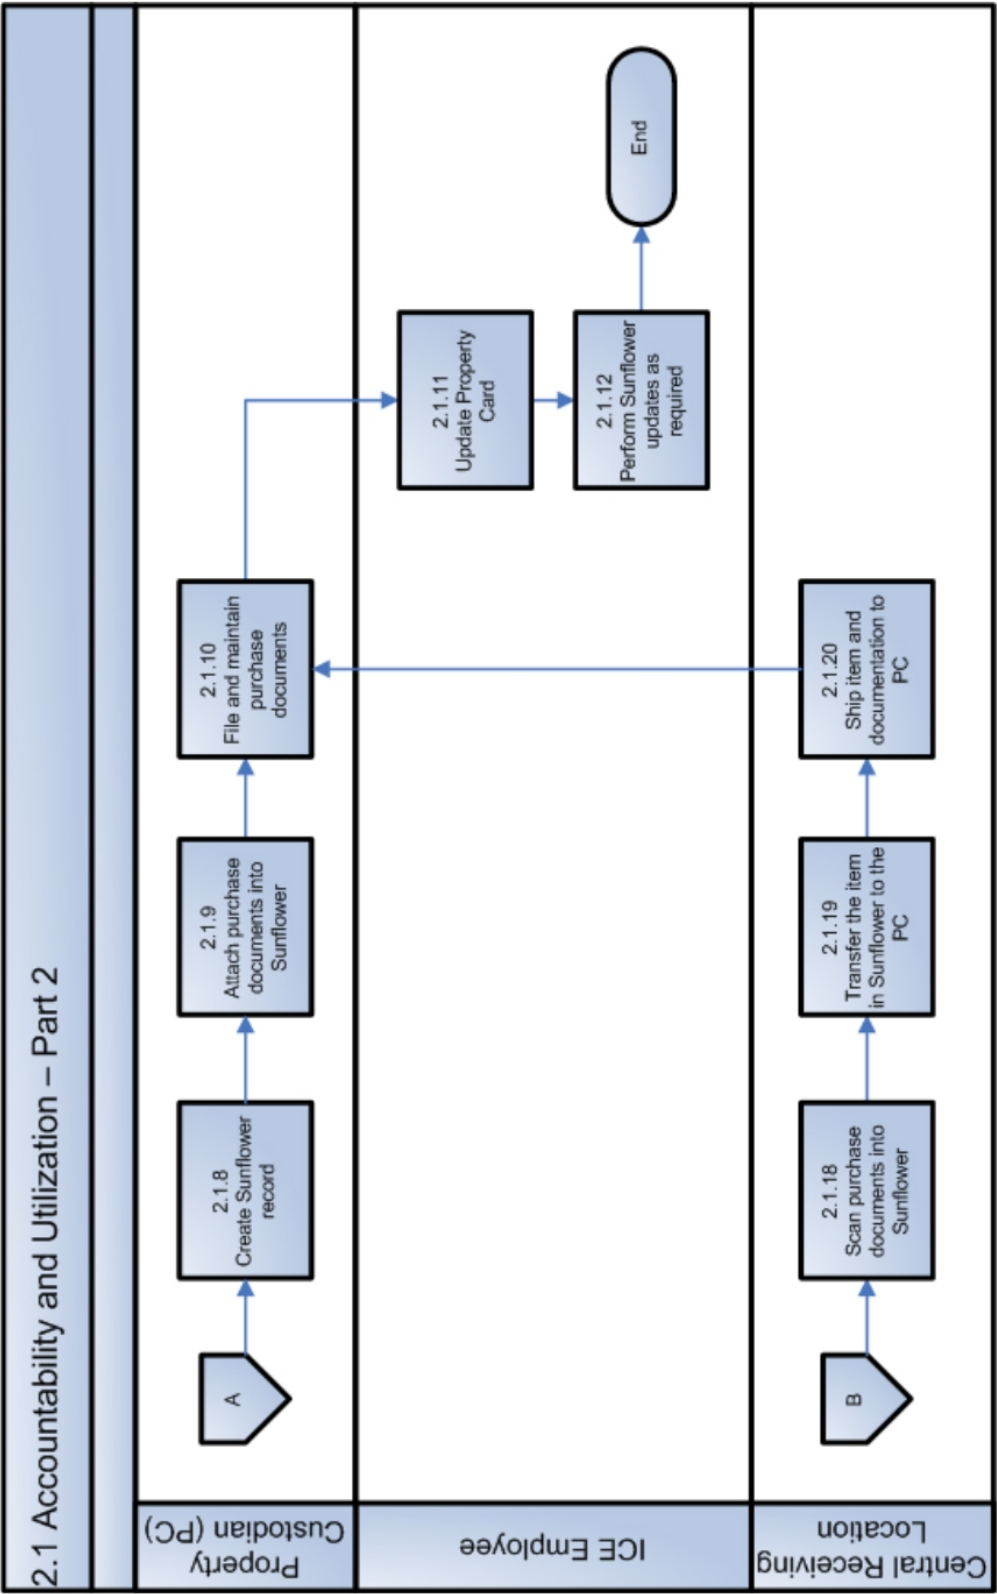 2.1 Accountability and Utilization – Part 2
Property
Custodian (PC)
A
2.1.8
Create Sunflower
record
2.1.9
Attach purchase
documents into
Sunflower
2.1.10
File and maintain
purchase
documents
ICE Employee
2.1.11
Update Property
Card
2.1.12
Perform Sunflower
updates as
required
End
Central Receiving
Location
B
2.1.18
Scan purchase
documents into
Sunflower
2.1.19
Transfer the item
in Sunflower to the
PC
2.1.20
Ship item and
documentation to
PC